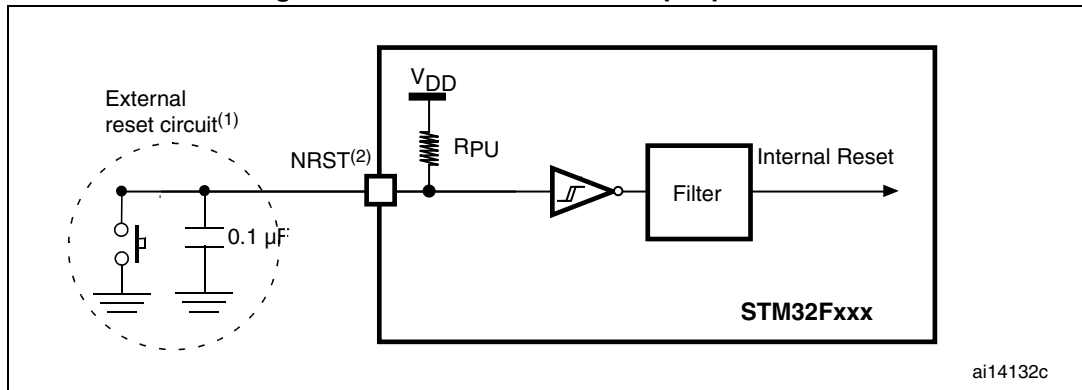 VDD
External
reset circuit(1)
NRST(2)
RPU
Internal Reset
Filter
0.1 μF
STM32Fxxx
ai14132c